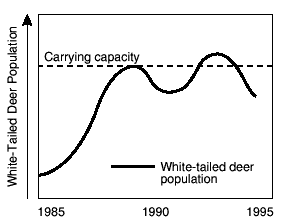 White-Tailed Deer Population
Carrying capacity
White-tailed deer
population
1985 1990 1995